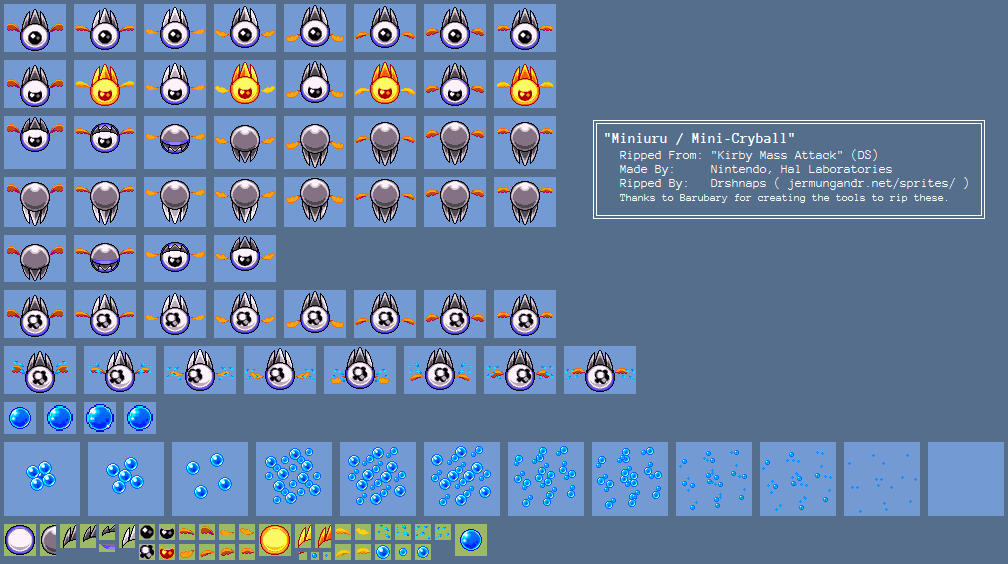 "Miniuru / Mini-Cryball"
Ripped From: "Kirby Mass Attack" (DS)
Made By: Nintendo, Hal Laboratories
Ripped By: Drshnaps ( jermungandr.net/sprites/ )
Thanks to Barubary for creating the tools to rip these.